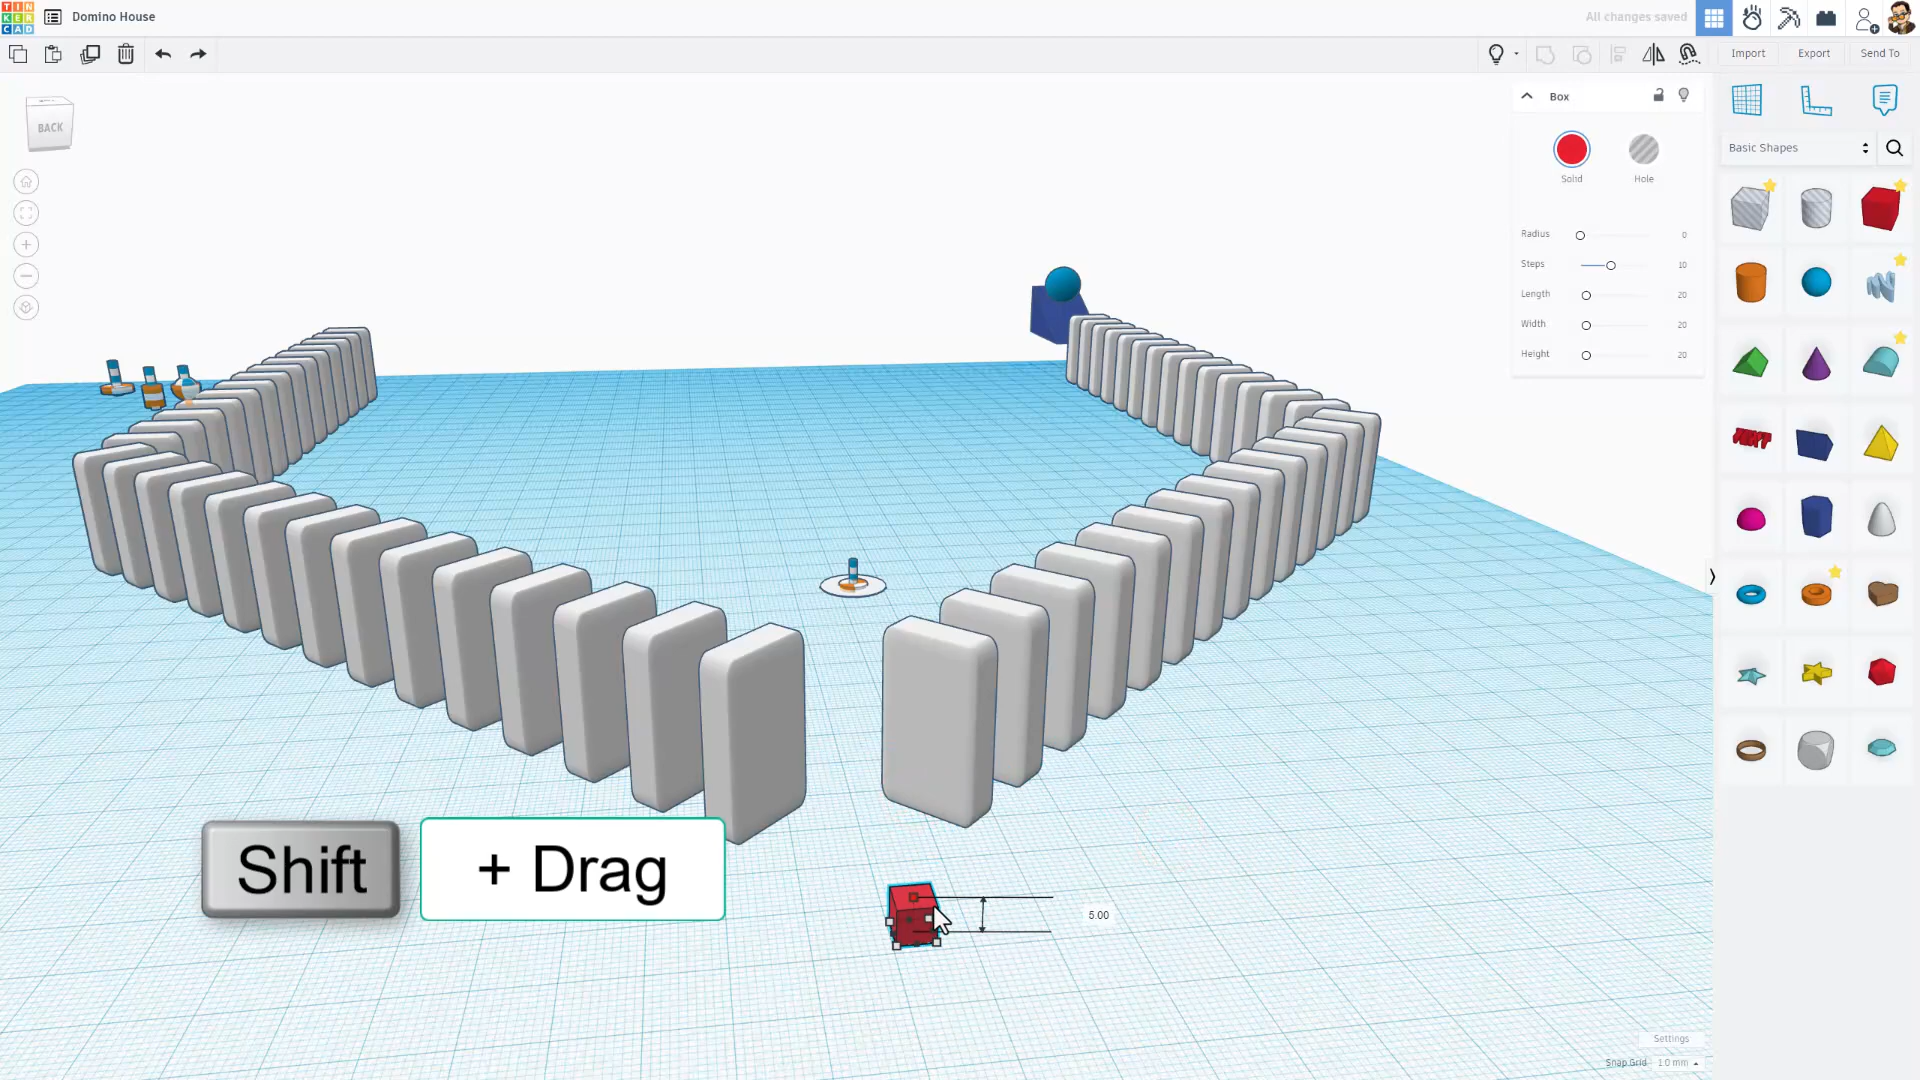 TIN
KER
CAD
Domino House
All changes saved
Import
Export
Send To
BACK
Box
Solid
Hole
Radius
0
Steps
10
Length
20
Width
20
Height
20
Basic Shapes
Shift
+ Drag
5.00
Settings
Snap Grid
1.0 mm